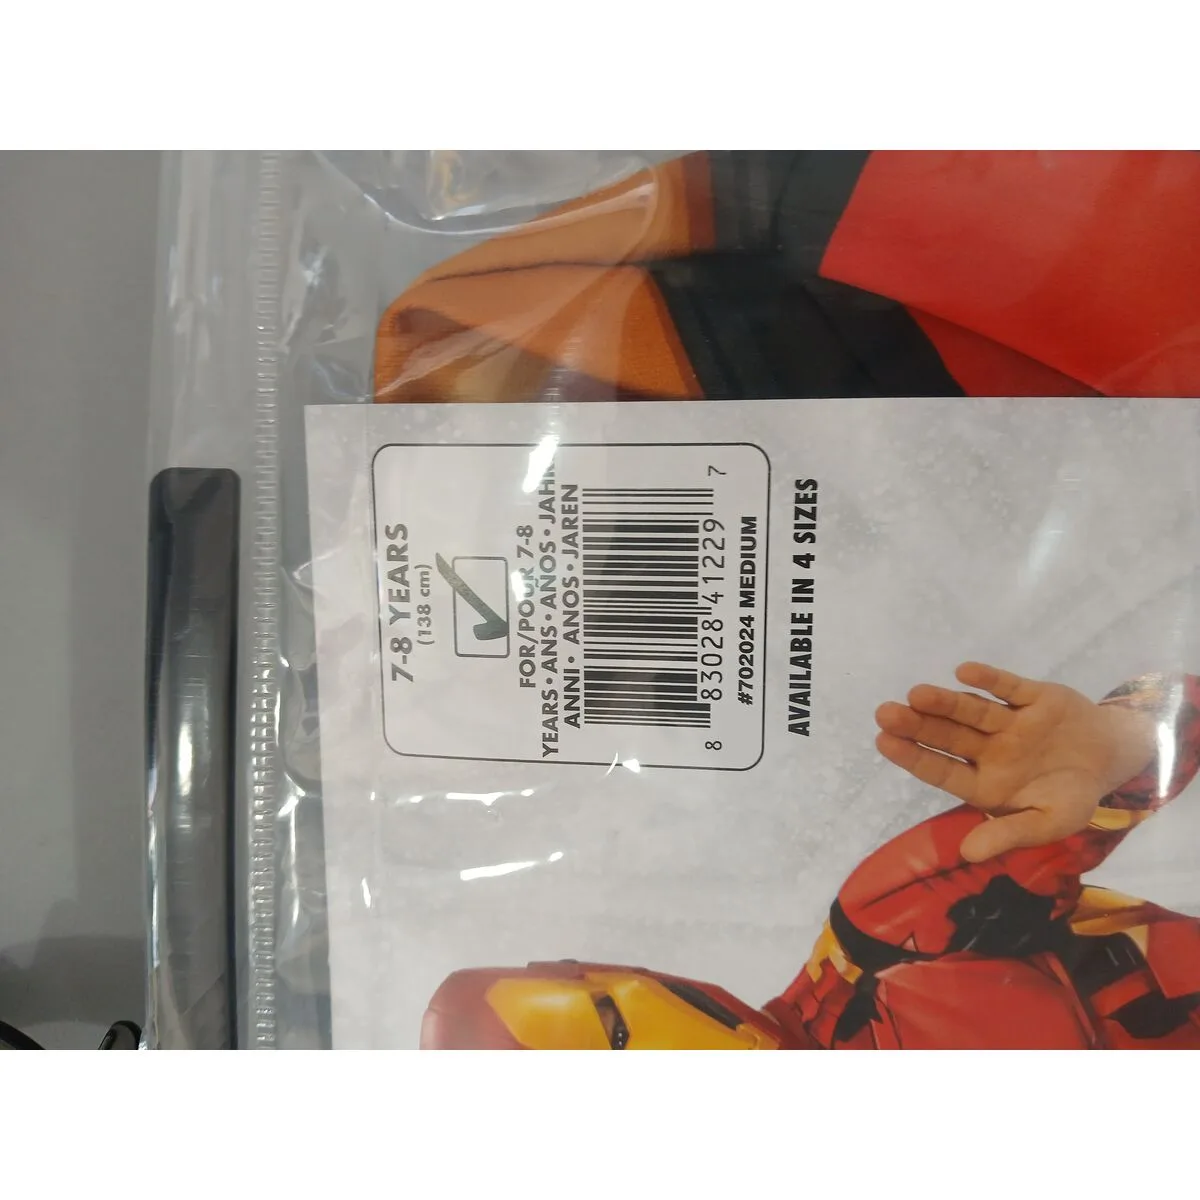 7-8 YEARS
(138 cm)
FOR/POUR 7-8
YEARS•ANS•AÑOS•JAHR
ANNI• ANOS•JAREN
8 83028 41229 7
#702024 MEDIUM
AVAILABLE IN 4 SIZES